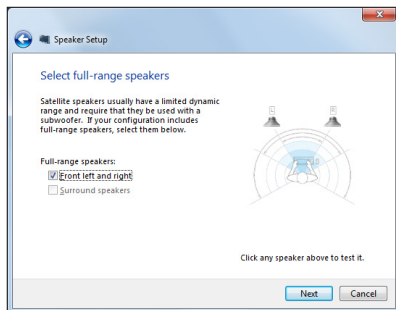 Speaker Setup
Select full-range speakers
Satellite speakers usually have a limited dynamic
range and require that they be used with a
subwoofer. If your configuration includes
full-range speakers, select them below.
L R
Full-range speakers:
Front left and right
Surround speakers
Click any speaker above to test it.
Next Cancel